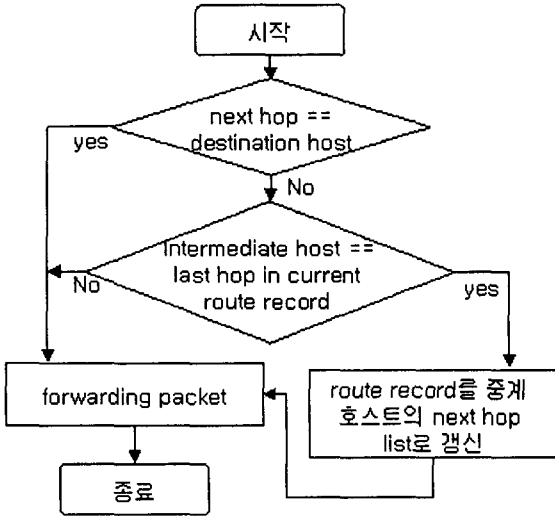 시작
next hop ==
destination host
yes
No
Intermediate host ==
last hop in current
route record
No
yes
forwarding packet
route record를 중계
호스트의 next hop
list로 갱신
종료